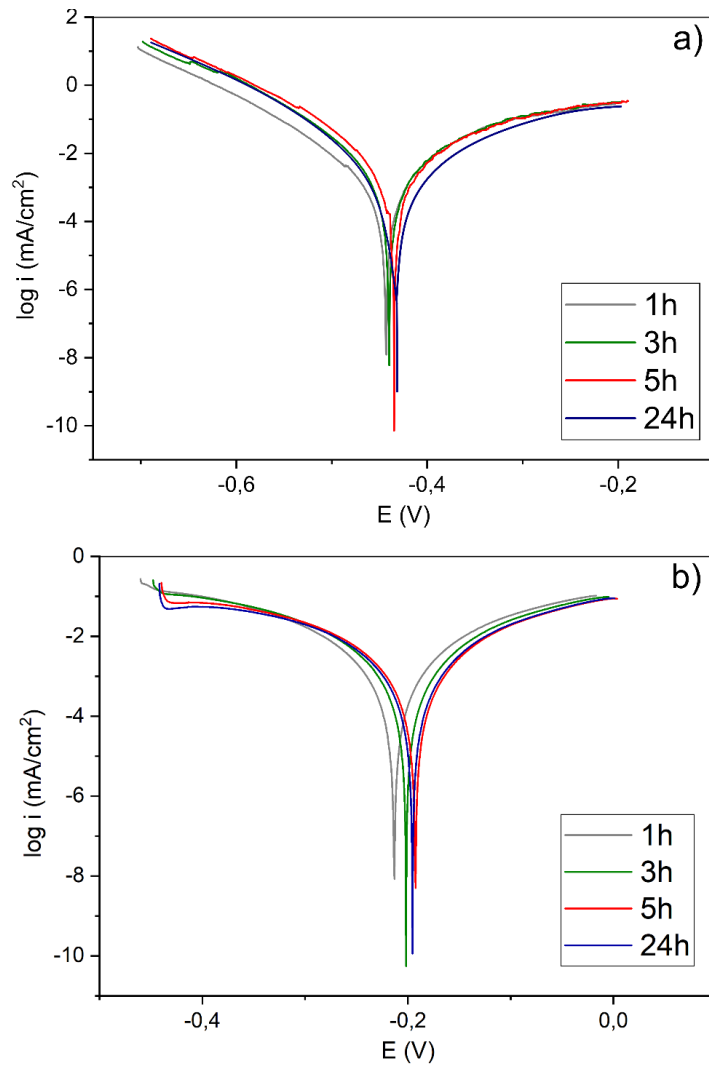 a)
2
0
-2
-4
-6
-8
-10
log i (mA/cm²)
1h
3h
5h
24h
-0,6
-0,4
-0,2
E (V)
b)
0
-2
-4
-6
-8
-10
log i (mA/cm²)
1h
3h
5h
24h
-0,4
-0,2
0,0
E (V)